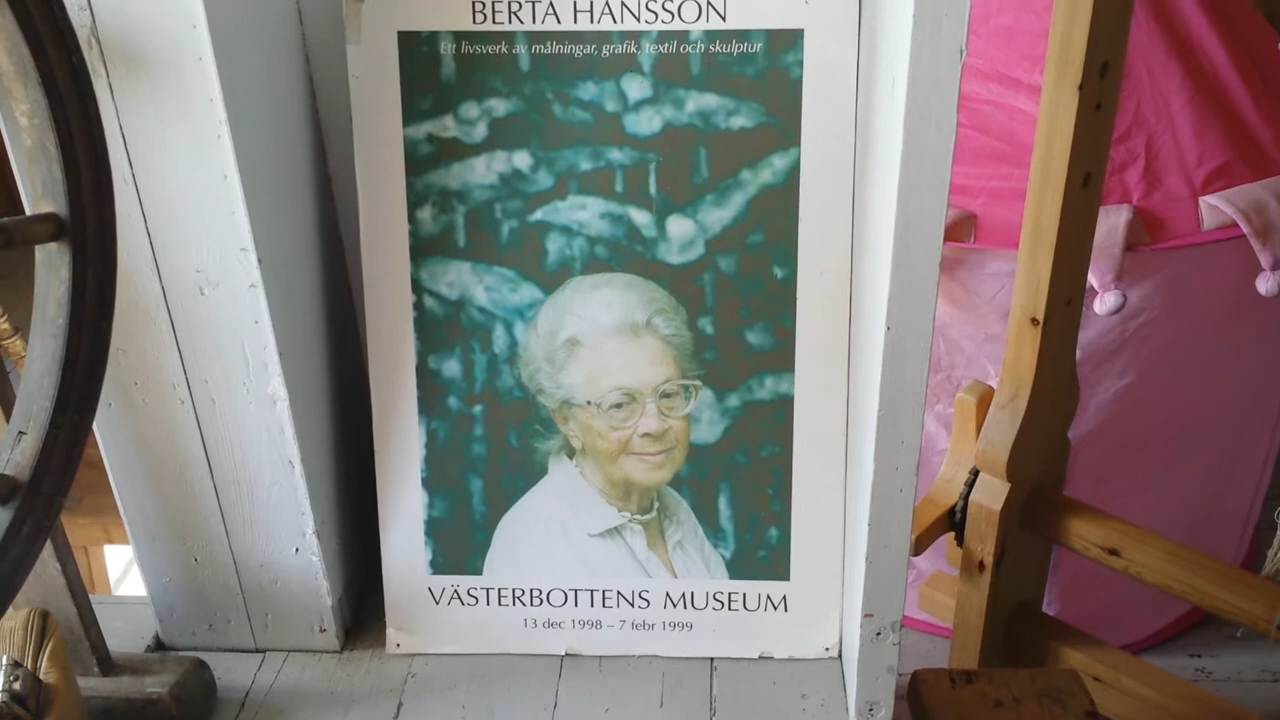 BERTA HANSSON
Ett livsverk av målningar, grafik, textil och skulptur
VÄSTERBOTTENS MUSEUM
13 dec 1998 – 7 febr 1999